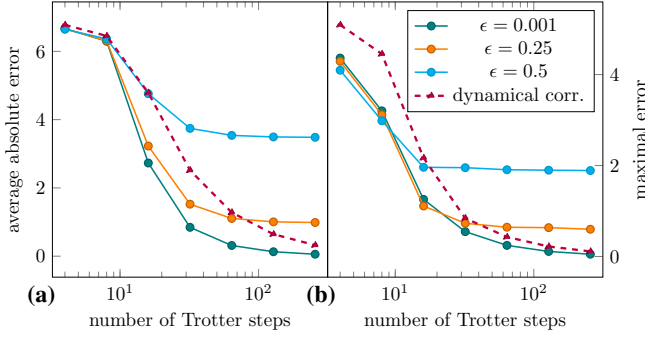 average absolute error
6
4
2
0
10¹
10²
(a)
number of Trotter steps
ϵ = 0.001
ϵ = 0.25
ϵ = 0.5
dynamical corr.
4
2
0
maximal error
10¹
10²
(b)
number of Trotter steps